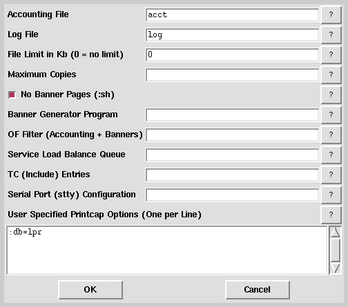 Accounting File acct ?
Log File log ?
File Limit in Kb (0 = no limit) 0 ?
Maximum Copies ?
No Banner Pages (:sh) ?
Banner Generator Program ?
OF Filter (Accounting + Banners) ?
Service Load Balance Queue ?
TC (Include) Entries ?
Serial Port (stty) Configuration ?
User Specified Printcap Options (One per Line) ?
:db=lpr
OK Cancel